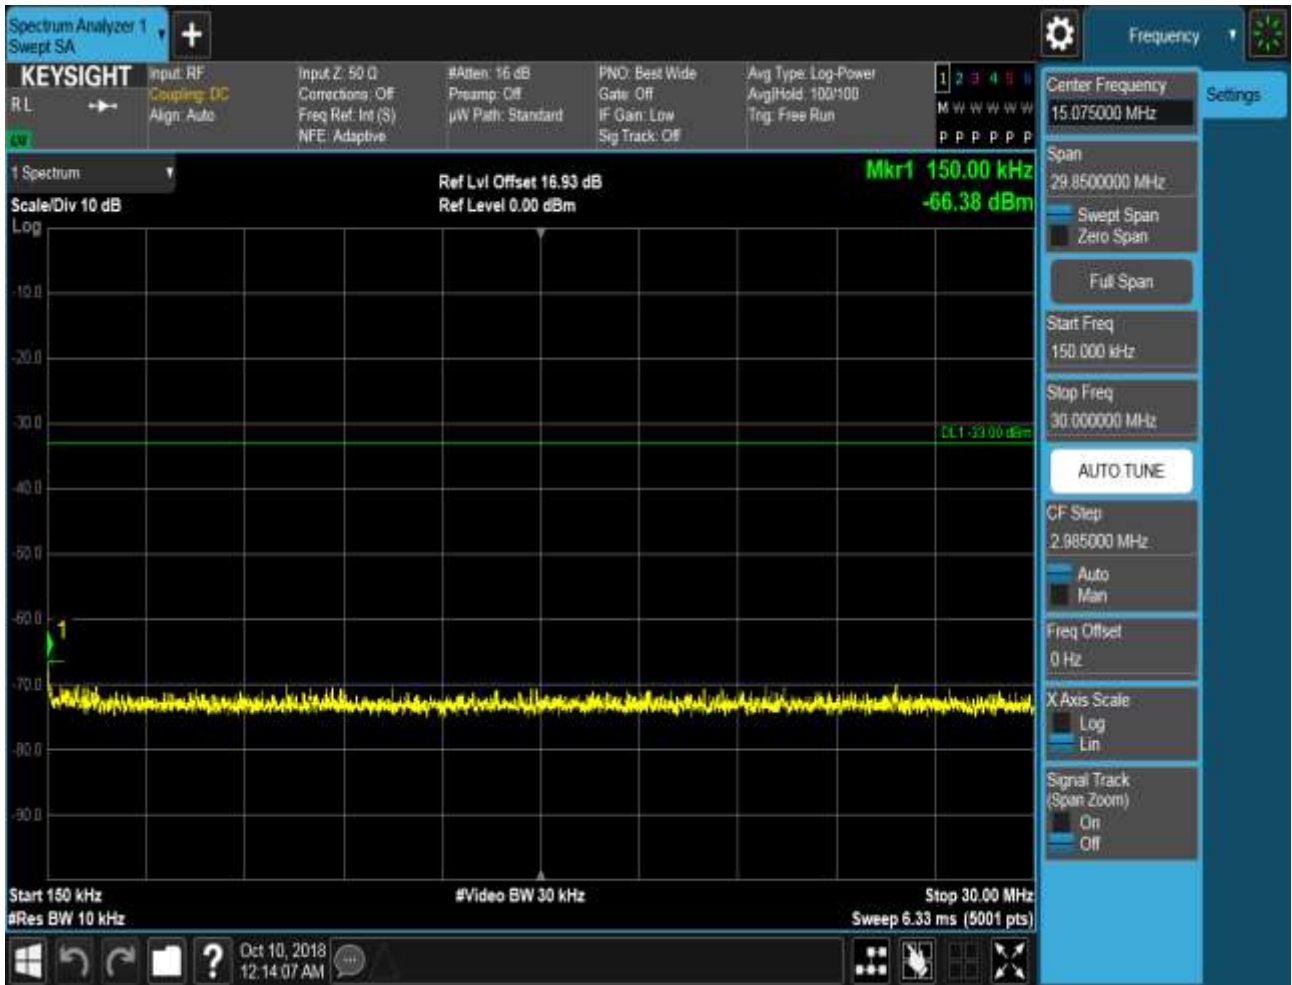 Spectrum Analyzer 1
Swept SA
Frequency
KEYSIGHT
RL
LXI
Input: RF
Coupling: DC
Align: Auto
Input Z: 50 Ω
Corrections: Off
Freq Ref: Int (S)
NFE: Adaptive
#Atten: 16 dB
Preamp: Off
µW Path: Standard
PNO: Best Wide
Gate: Off
IF Gain: Low
Sig Track: Off
Avg Type: Log-Power
Avg|Hold: 100/100
Trig: Free Run
1 2 3 4 5 6
M W W W W W
P P P P P P
1 Spectrum
Scale/Div 10 dB
Log
Ref Lvl Offset 16.93 dB
Ref Level 0.00 dBm
Mkr1 150.00 kHz
-66.38 dBm
-10.0
-20.0
-30.0
DL1 -33.00 dBm
-40.0
-50.0
-60.0
1
-70.0
-80.0
-90.0
Start 150 kHz
#Video BW 30 kHz
Stop 30.00 MHz
#Res BW 10 kHz
Sweep 6.33 ms (5001 pts)
Center Frequency
15.075000 MHz
Settings
Span
29.8500000 MHz
Swept Span
Zero Span
Full Span
Start Freq
150.000 kHz
Stop Freq
30.000000 MHz
AUTO TUNE
CF Step
2.985000 MHz
Auto
Man
Freq Offset
0 Hz
X Axis Scale
Log
Lin
Signal Track
(Span Zoom)
On
Off
?
Oct 10, 2018
12:14:07 AM